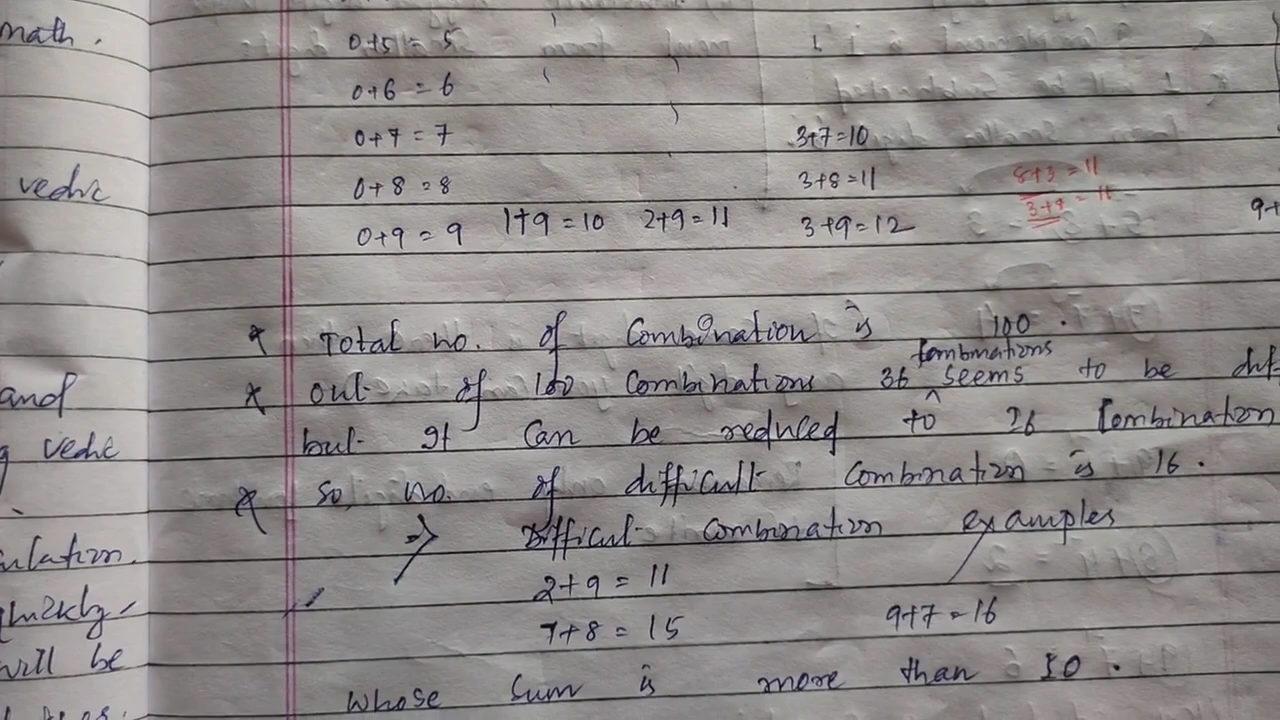 math.
0+5 = 5
0+6 = 6
0+7 = 7
3+7=10
vedic
0+8 = 8
3+8=11
8+3 = 11
3+8 = 11
0+9 = 9 1+9=10 2+9=11 3+9=12
9+
* Total no. of Combination is 100.
combinations
and
* out of 100 Combinations 36 seems to be dif
vedic
but It Can be reduced to 26 Combination
* So, no. of difficult Combination is 16.
ulation.
=> Difficult Combination examples
2+9 = 11
quickly
7+8 = 15 9+7=16
will be
Whose Sum is more than 10.